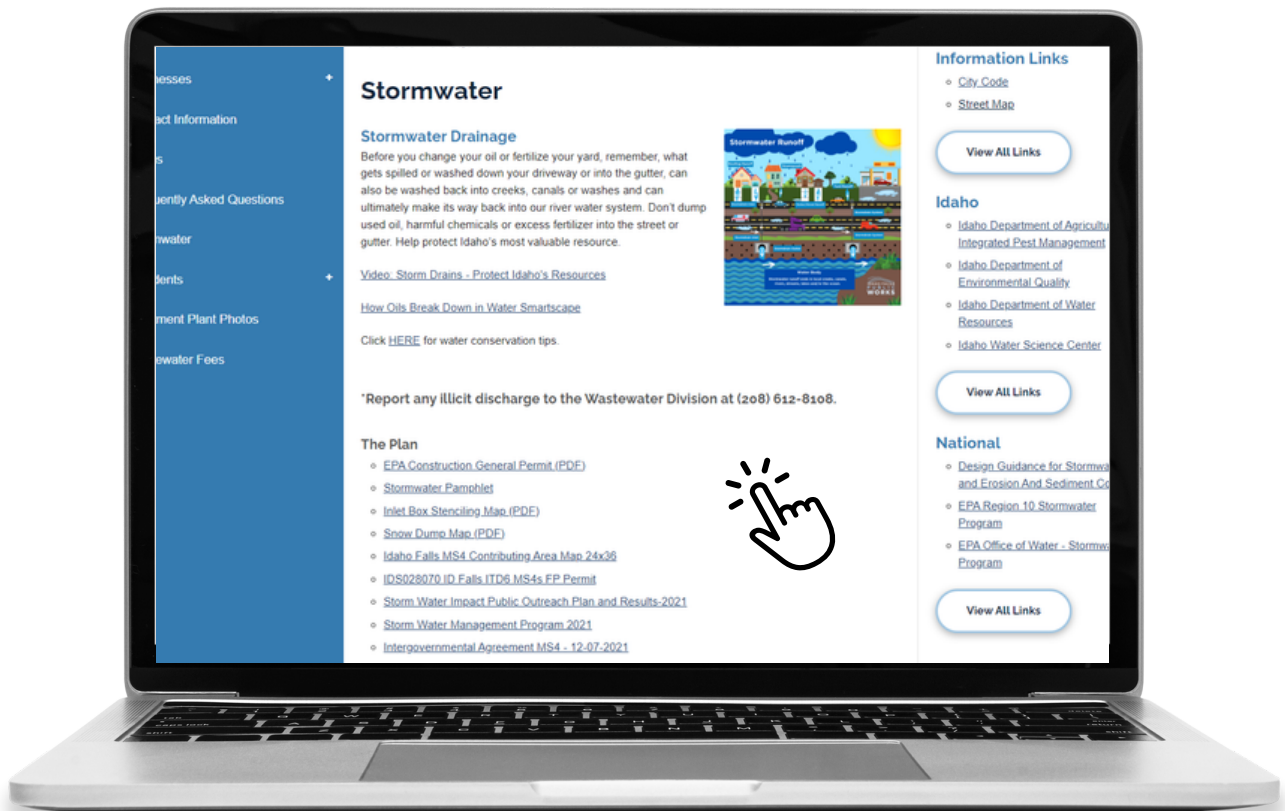 esses +
act Information
s
uently Asked Questions
nwater
dents +
ment Plant Photos
ewater Fees
Stormwater
Stormwater Drainage
Before you change your oil or fertilize your yard, remember, what
gets spilled or washed down your driveway or into the gutter, can
also be washed back into creeks, canals or washes and can
ultimately make its way back into our river water system. Don't dump
used oil, harmful chemicals or excess fertilizer into the street or
gutter. Help protect Idaho's most valuable resource.
Video: Storm Drains - Protect Idaho's Resources
How Oils Break Down in Water Smartscape
Click HERE for water conservation tips.
Stormwater Runoff
Water Body
PUBLIC
WORKS
*Report any illicit discharge to the Wastewater Division at (208) 612-8108.
The Plan
EPA Construction General Permit (PDF)
Stormwater Pamphlet
Inlet Box Stenciling Map (PDF)
Snow Dump Map (PDF)
Idaho Falls MS4 Contributing Area Map 24x36
IDS028070 ID Falls ITD6 MS4s FP Permit
Storm Water Impact Public Outreach Plan and Results-2021
Storm Water Management Program 2021
Intergovernmental Agreement MS4 - 12-07-2021
Information Links
City Code
Street Map
View All Links
Idaho
Idaho Department of Agricultu
Integrated Pest Management
Idaho Department of
Environmental Quality
Idaho Department of Water
Resources
Idaho Water Science Center
View All Links
National
Design Guidance for Stormwa
and Erosion And Sediment Co
EPA Region 10 Stormwater
Program
EPA Office of Water - Stormwa
Program
View All Links